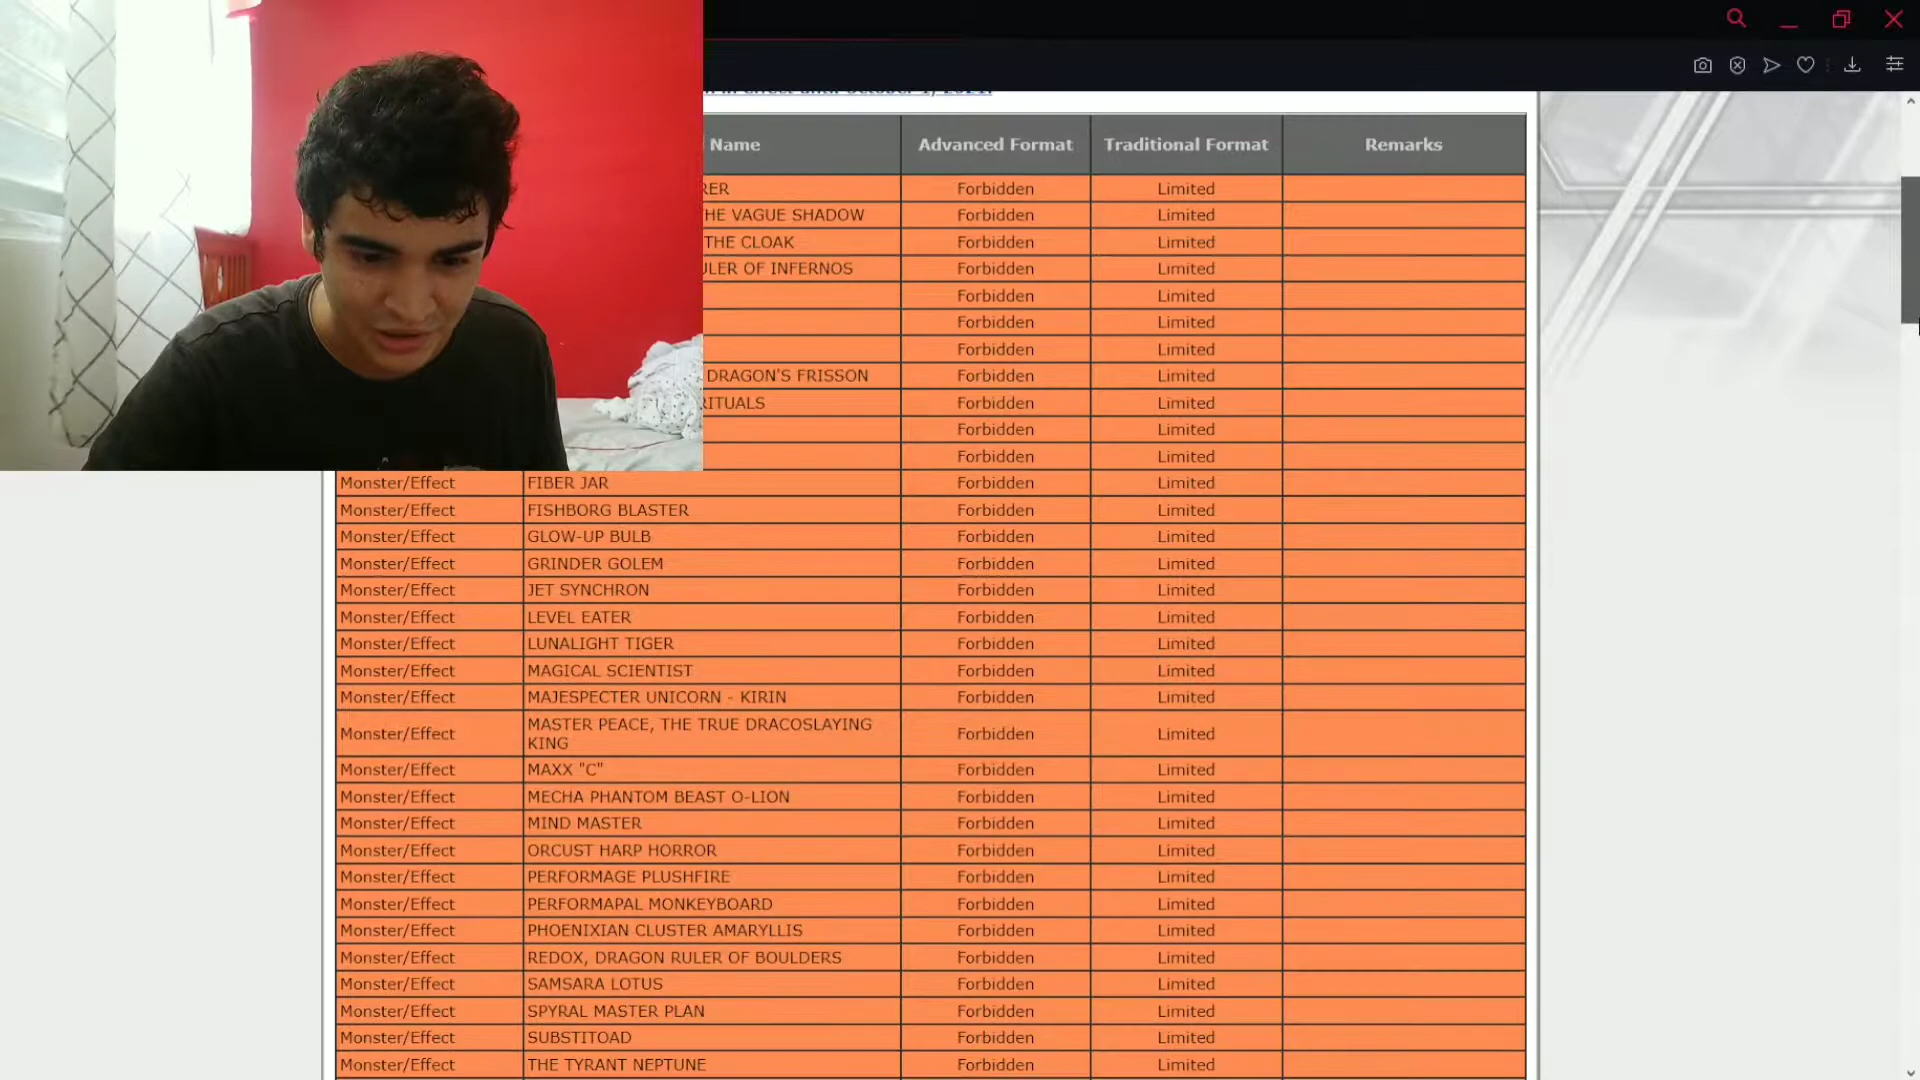 until October 1, 2021.
Name Advanced Format Traditional Format Remarks
RER Forbidden Limited
THE VAGUE SHADOW Forbidden Limited
THE CLOAK Forbidden Limited
ULER OF INFERNOS Forbidden Limited
Forbidden Limited
Forbidden Limited
Forbidden Limited
DRAGON'S FRISSON Forbidden Limited
RITUALS Forbidden Limited
Forbidden Limited
Forbidden Limited
Monster/Effect FIBER JAR Forbidden Limited
Monster/Effect FISHBORG BLASTER Forbidden Limited
Monster/Effect GLOW-UP BULB Forbidden Limited
Monster/Effect GRINDER GOLEM Forbidden Limited
Monster/Effect JET SYNCHRON Forbidden Limited
Monster/Effect LEVEL EATER Forbidden Limited
Monster/Effect LUNALIGHT TIGER Forbidden Limited
Monster/Effect MAGICAL SCIENTIST Forbidden Limited
Monster/Effect MAJESPECTER UNICORN - KIRIN Forbidden Limited
Monster/Effect MASTER PEACE, THE TRUE DRACOSLAYING
KING Forbidden Limited
Monster/Effect MAXX "C" Forbidden Limited
Monster/Effect MECHA PHANTOM BEAST O-LION Forbidden Limited
Monster/Effect MIND MASTER Forbidden Limited
Monster/Effect ORCUST HARP HORROR Forbidden Limited
Monster/Effect PERFORMAGE PLUSHFIRE Forbidden Limited
Monster/Effect PERFORMAPAL MONKEYBOARD Forbidden Limited
Monster/Effect PHOENIXIAN CLUSTER AMARYLLIS Forbidden Limited
Monster/Effect REDOX, DRAGON RULER OF BOULDERS Forbidden Limited
Monster/Effect SAMSARA LOTUS Forbidden Limited
Monster/Effect SPYRAL MASTER PLAN Forbidden Limited
Monster/Effect SUBSTITOAD Forbidden Limited
Monster/Effect THE TYRANT NEPTUNE Forbidden Limited